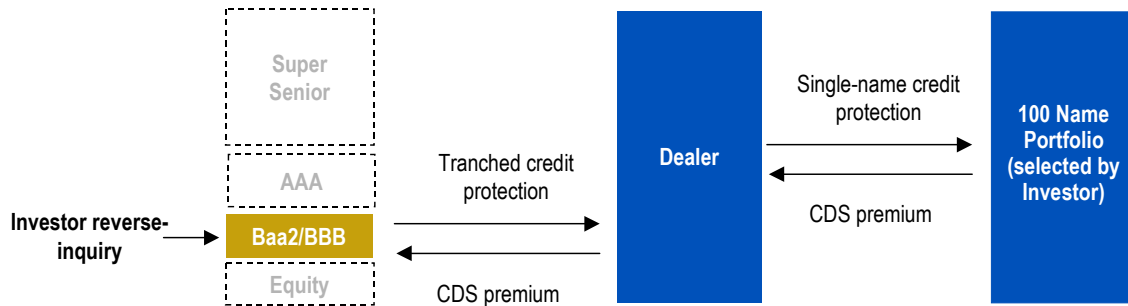 Super
Senior
AAA
Investor reverse-
inquiry
Baa2/BBB
Equity
Tranched credit
protection
CDS premium
Dealer
Single-name credit
protection
CDS premium
100 Name
Portfolio
(selected by
Investor)